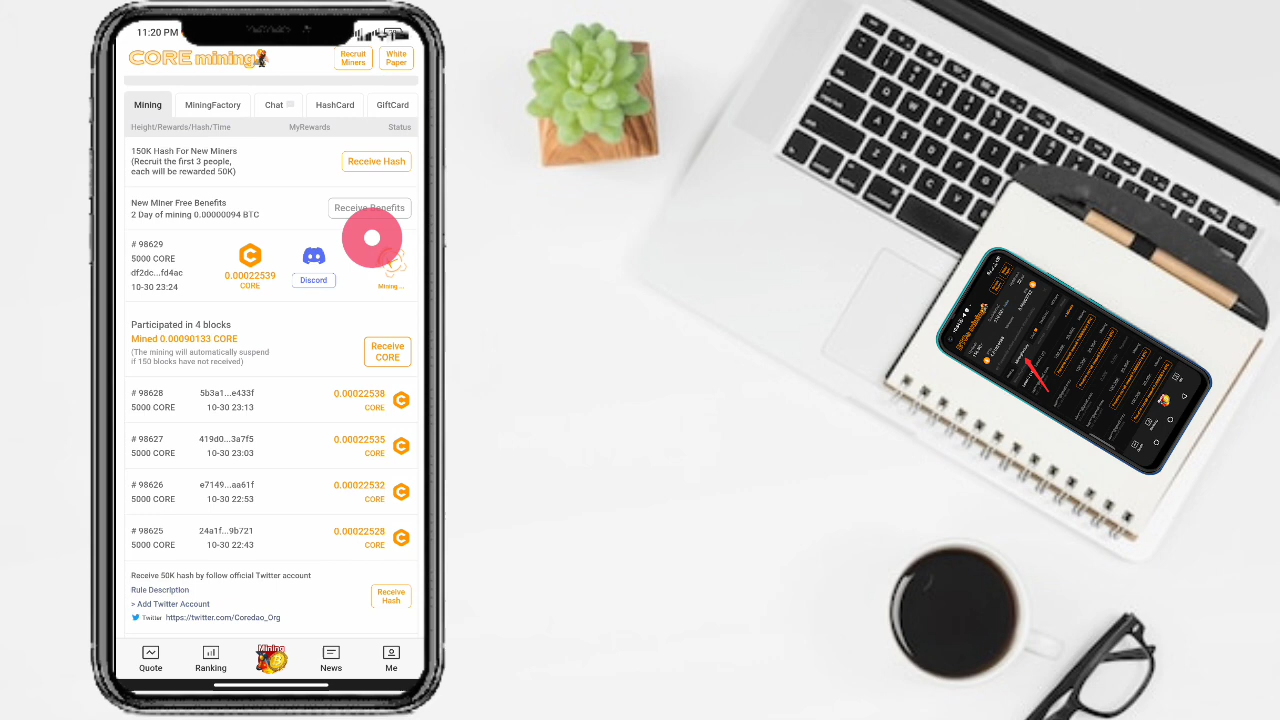 11:20 PM
CORE mining
Recruit
Miners
White
Paper
Mining
MiningFactory
Chat
HashCard
GiftCard
Height/Rewards/Hash/Time
MyRewards
Status
150K Hash For New Miners
(Recruit the first 3 people,
each will be rewarded 50K)
Receive Hash
New Miner Free Benefits
2 Day of mining 0.00000094 BTC
Receive Benefits
# 98629
5000 CORE
df2dc...fd4ac
10-30 23:24
0.00022539
CORE
Discord
Mining...
Participated in 4 blocks
Mined 0.00090133 CORE
(The mining will automatically suspend
if 150 blocks have not received)
Receive
CORE
# 98628 5b3a1...e433f 0.00022538
5000 CORE 10-30 23:13 CORE
# 98627 419d0...3a7f5 0.00022535
5000 CORE 10-30 23:03 CORE
# 98626 e7149...aa61f 0.00022532
5000 CORE 10-30 22:53 CORE
# 98625 24a1f...9b721 0.00022528
5000 CORE 10-30 22:43 CORE
Receive 50K hash by follow official Twitter account
Rule Description
> Add Twitter Account
Twitter https://twitter.com/Coredao_Org
Receive
Hash
Mining
Quote
Ranking
News
Me